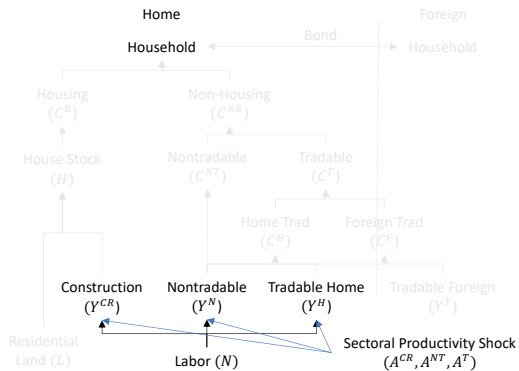 Home
Foreign
Household
Bond
Household
Housing
(C^R)
Non-Housing
(C^{NR})
House Stock
(H)
Nontradable
(C^{NT})
Tradable
(C^T)
Home Trad
(C^H)
Foreign Trad
(C^F)
Construction
(Y^{CR})
Nontradable
(Y^N)
Tradable Home
(Y^H)
Tradable Foreign
(Y^F)
Residential
Land (L)
Labor (N)
Sectoral Productivity Shock
(A^{CR}, A^{NT}, A^T)